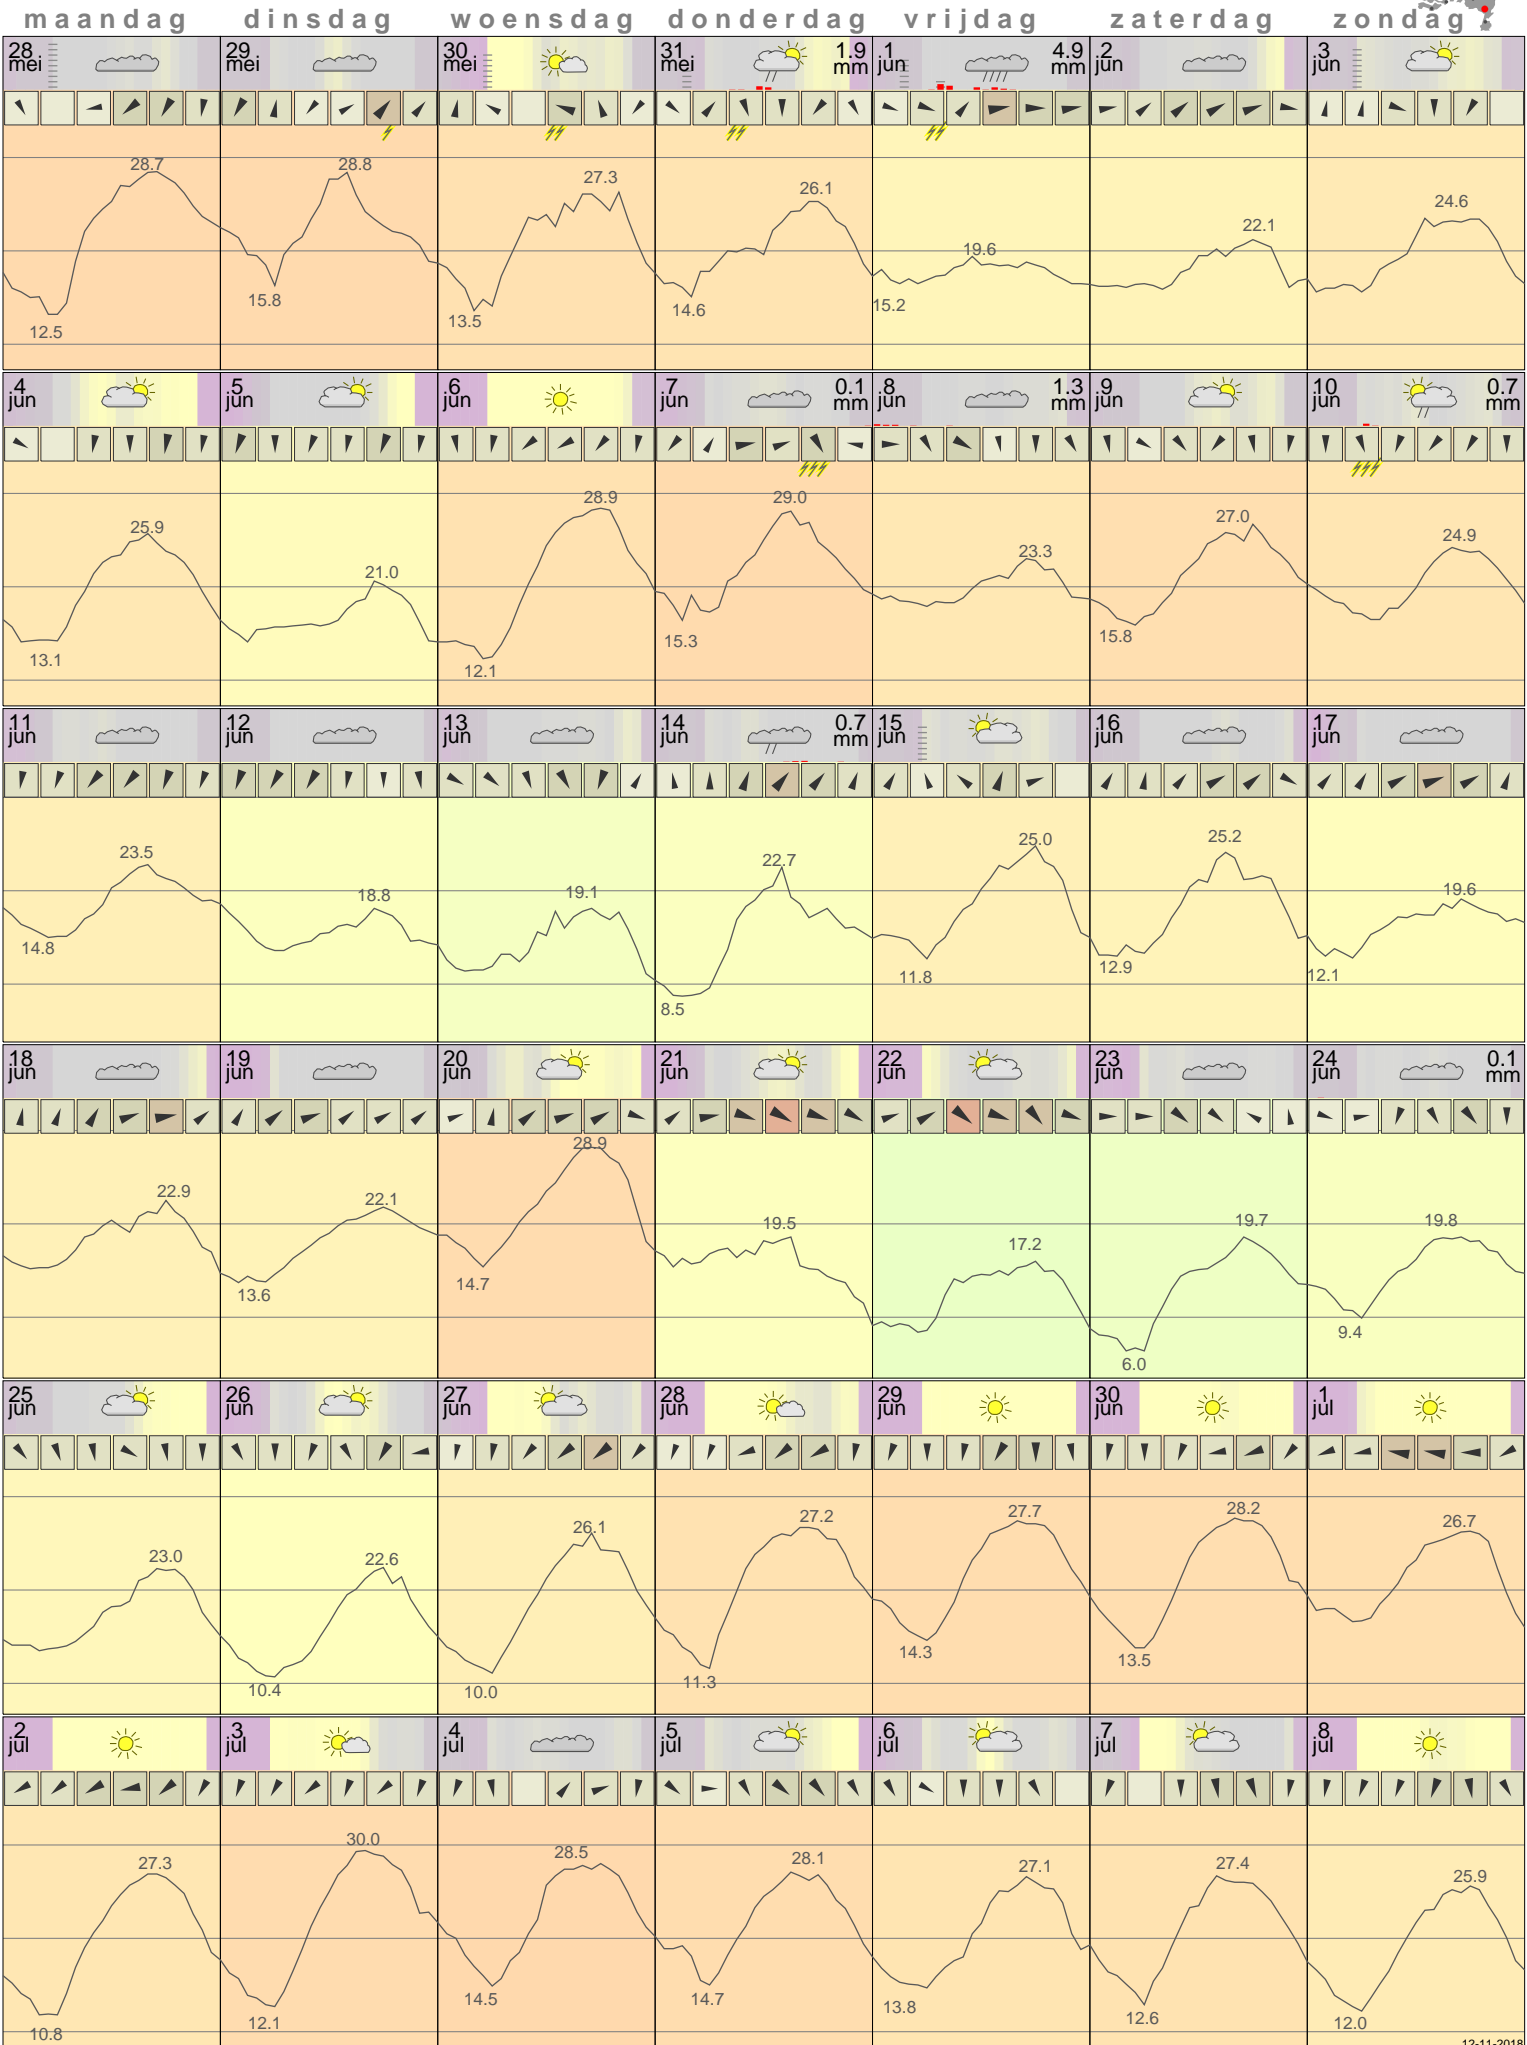 maandag dinsdag woensdag donderdag vrijdag zaterdag zondag
28 mei 29 mei 30 mei 31 mei 1.9 mm 1 jun 4.9 mm 2 jun 3 jun
28.7 28.8 27.3 26.1 19.6 22.1 24.6
12.5 15.8 13.5 14.6 15.2
4 jun 5 jun 6 jun 7 jun 0.1 mm 8 jun 1.3 mm 9 jun 10 jun 0.7 mm
25.9 21.0 28.9 29.0 23.3 27.0 24.9
13.1 12.1 15.3 15.8
11 jun 12 jun 13 jun 14 jun 0.7 mm 15 jun 16 jun 17 jun
23.5 18.8 19.1 22.7 25.0 25.2 19.6
14.8 8.5 11.8 12.9 12.1
18 jun 19 jun 20 jun 21 jun 22 jun 23 jun 24 jun 0.1 mm
22.9 22.1 28.9 19.5 17.2 19.7 19.8
13.6 14.7 6.0 9.4
25 jun 26 jun 27 jun 28 jun 29 jun 30 jun 1 jul
23.0 22.6 26.1 27.2 27.7 28.2 26.7
10.4 10.0 11.3 14.3 13.5
2 jul 3 jul 4 jul 5 jul 6 jul 7 jul 8 jul
27.3 30.0 28.5 28.1 27.1 27.4 25.9
10.8 12.1 14.5 14.7 13.8 12.6 12.0
12-11-2018